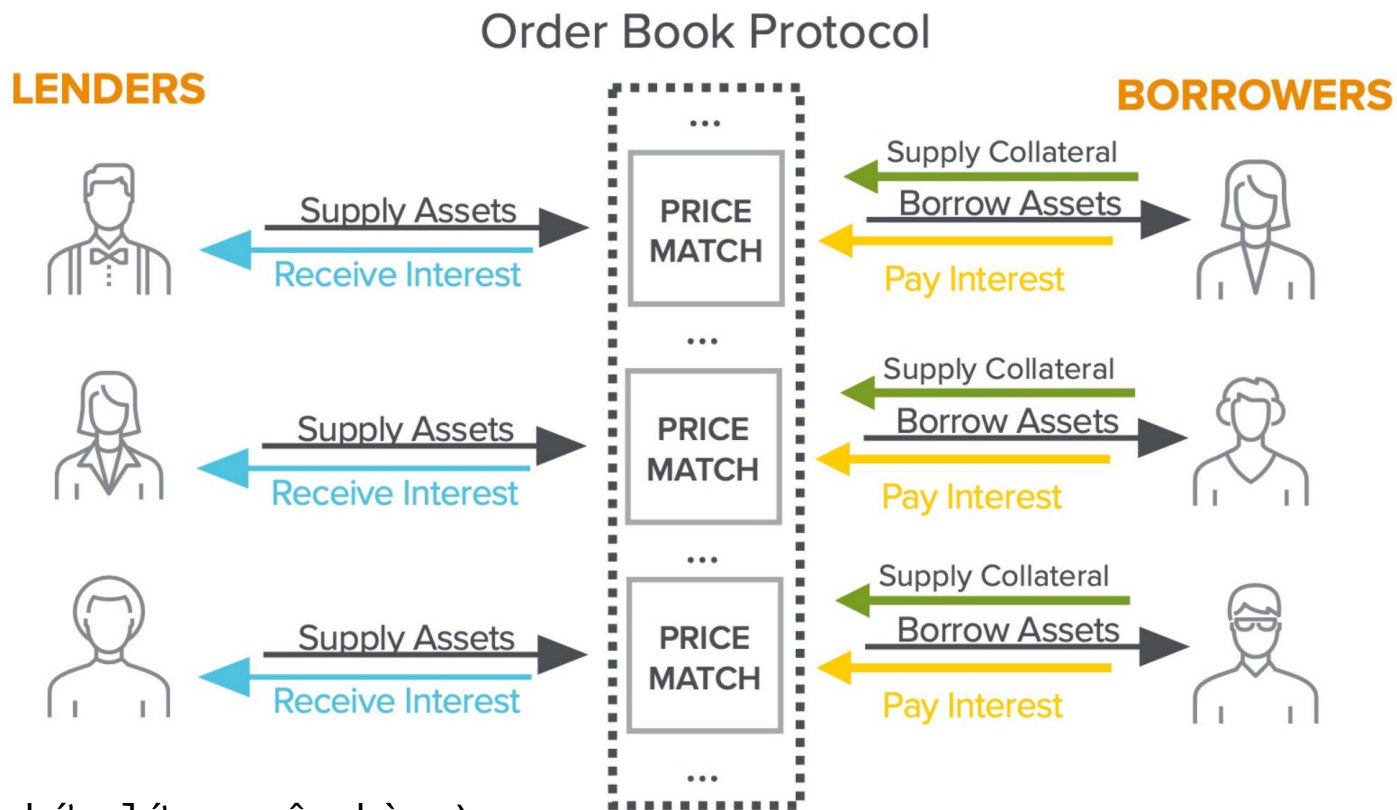 Order Book Protocol
LENDERS
BORROWERS
...
Supply Assets
Receive Interest
PRICE
MATCH
Supply Collateral
Borrow Assets
Pay Interest
...
Supply Assets
Receive Interest
PRICE
MATCH
Supply Collateral
Borrow Assets
Pay Interest
...
Supply Assets
Receive Interest
PRICE
MATCH
Supply Collateral
Borrow Assets
Pay Interest
...